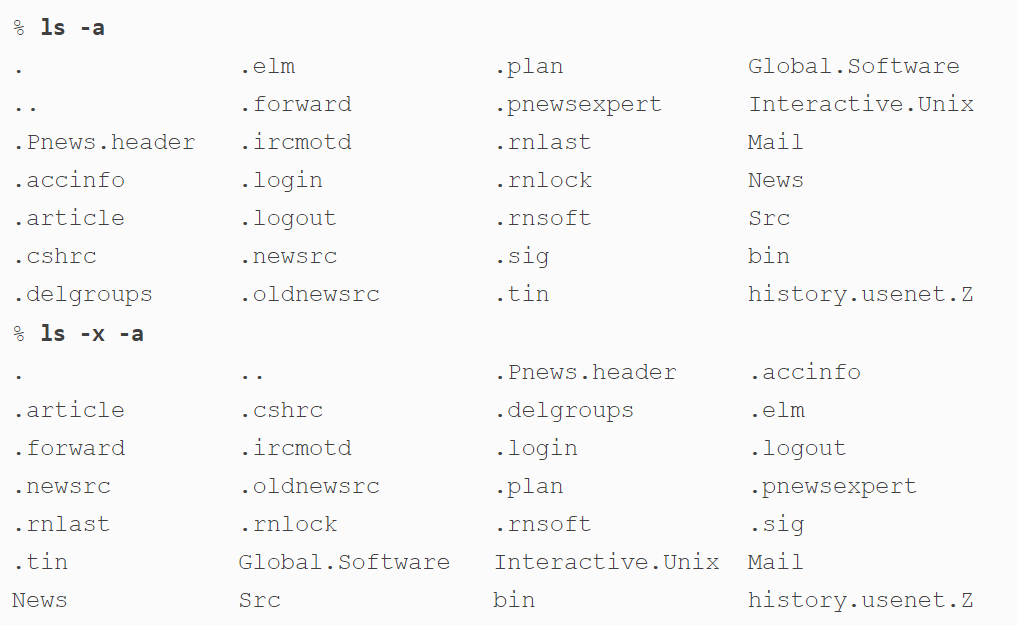 % ls -a
. .elm .plan Global.Software
.. .forward .pnewsexpert Interactive.Unix
.Pnews.header .ircmotd .rnlast Mail
.accinfo .login .rnlock News
.article .logout .rnsoft Src
.cshrc .newsrc .sig bin
.delgroups .oldnewsrc .tin history.usenet.Z
% ls -x -a
. .. .Pnews.header .accinfo
.article .cshrc .delgroups .elm
.forward .ircmotd .login .logout
.newsrc .oldnewsrc .plan .pnewsexpert
.rnlast .rnlock .rnsoft .sig
.tin Global.Software Interactive.Unix Mail
News Src bin history.usenet.Z